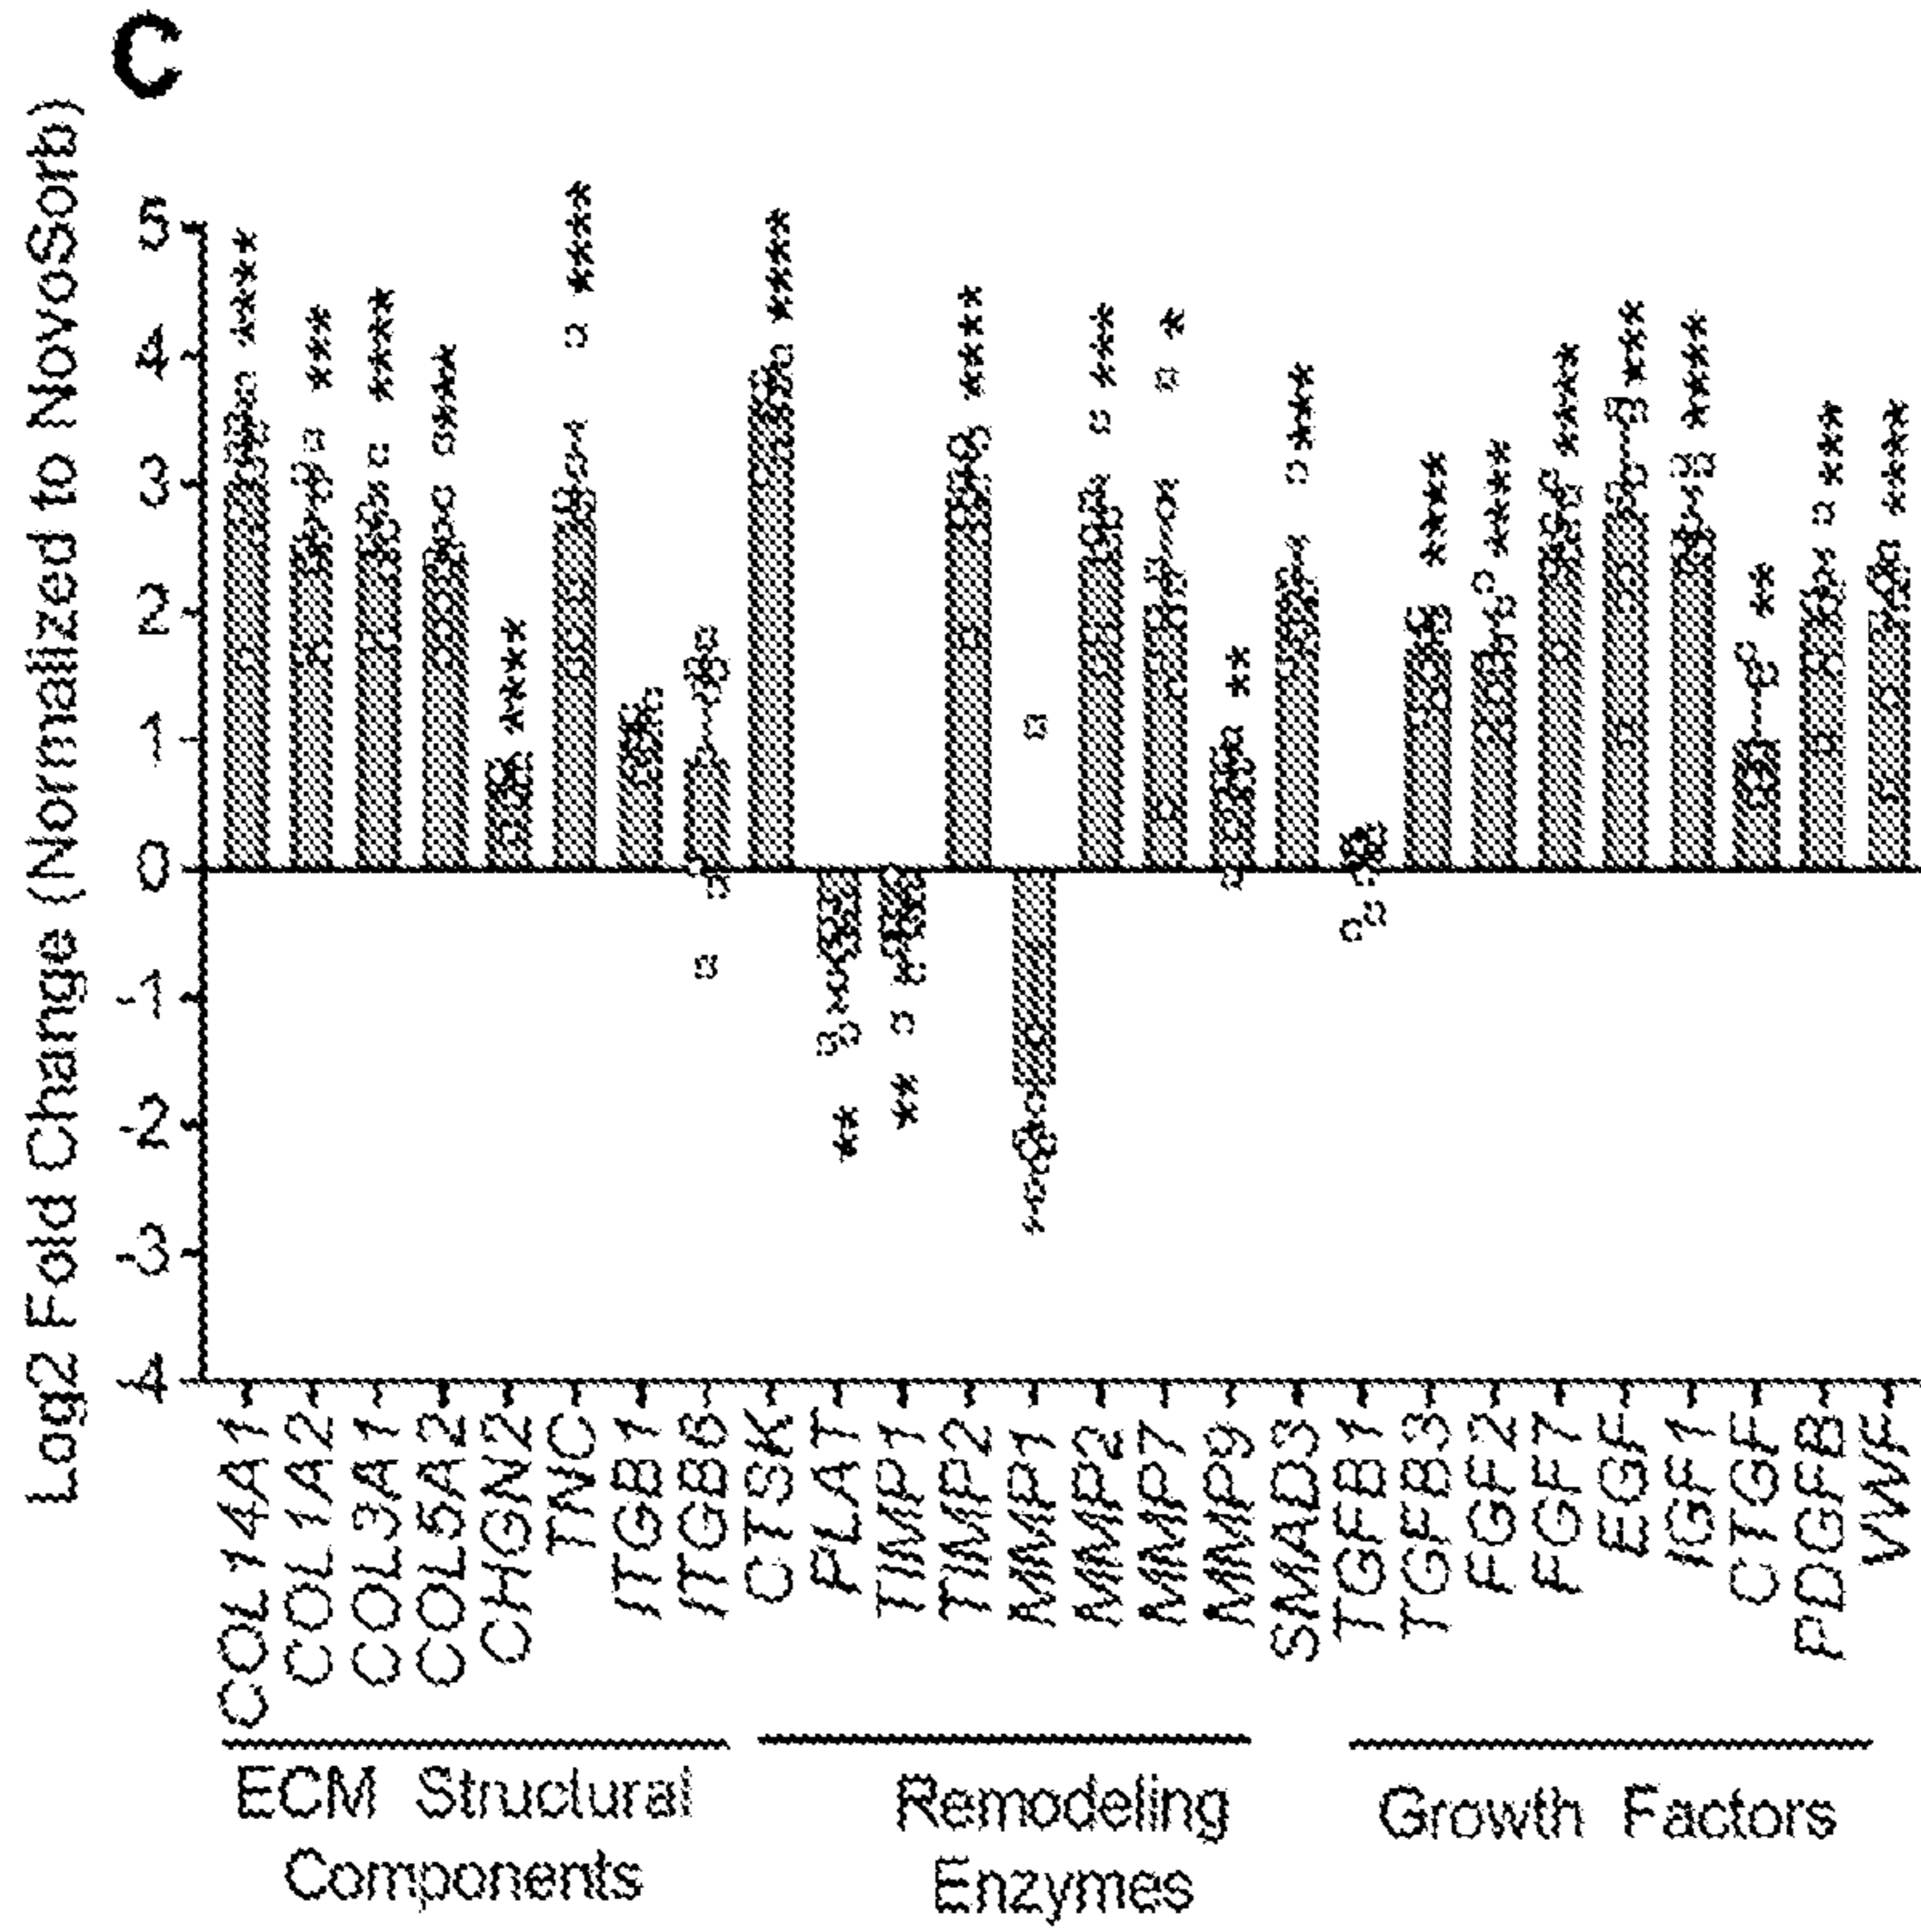 C
Log2 Fold Change (Normalized to NovoSorb)
5
4
3
2
1
0
-1
-2
-3
-4
****
***
****
****
****
****
****
**
**
****
***
*
**
****
****
****
****
***
****
**
***
****
COL14A1
COL1A2
COL3A1
COL5A2
CHGN2
TNC
ITGB1
ITGB6
CTSK
PLAT
TIMP1
TIMP2
MMP1
MMP2
MMP7
MMP9
SMAD3
TGFB1
TGFB3
FGF2
FGF7
EGF
IGF1
CTGF
PDGFB
VWF
ECM Structural
Components
Remodeling
Enzymes
Growth Factors